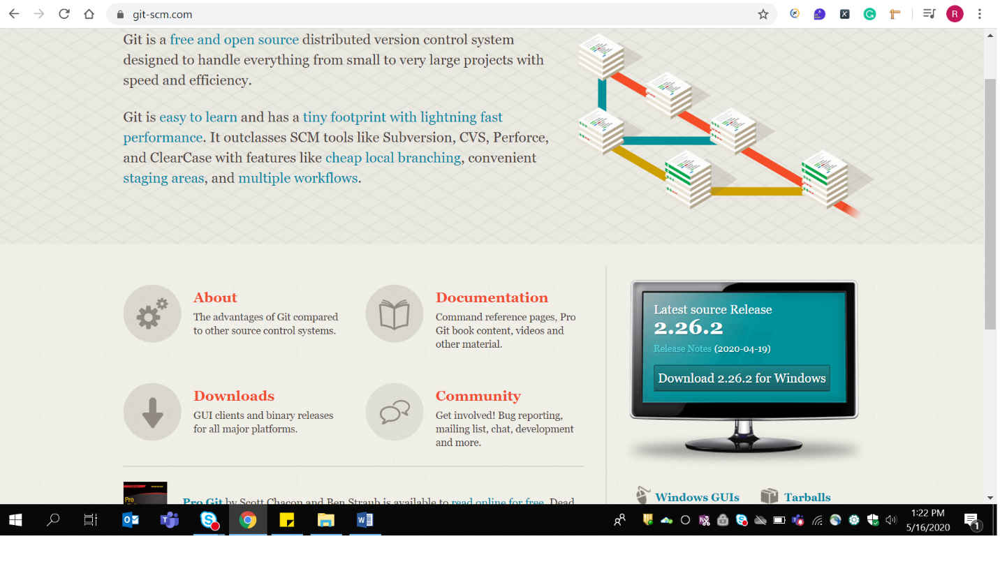 git-scm.com
R
Git is a free and open source distributed version control system
designed to handle everything from small to very large projects with
speed and efficiency.
Git is easy to learn and has a tiny footprint with lightning fast
performance. It outclasses SCM tools like Subversion, CVS, Perforce,
and ClearCase with features like cheap local branching, convenient
staging areas, and multiple workflows.
About
The advantages of Git compared
to other source control systems.
Documentation
Command reference pages, Pro
Git book content, videos and
other material.
Downloads
GUI clients and binary releases
for all major platforms.
Community
Get involved! Bug reporting,
mailing list, chat, development
and more.
Latest source Release
2.26.2
Release Notes (2020-04-19)
Download 2.26.2 for Windows
Pro
Pro Git by Scott Chacon and Ben Straub is available to read online for free. Dead
Windows GUIs
Tarballs
1:22 PM
5/16/2020
1